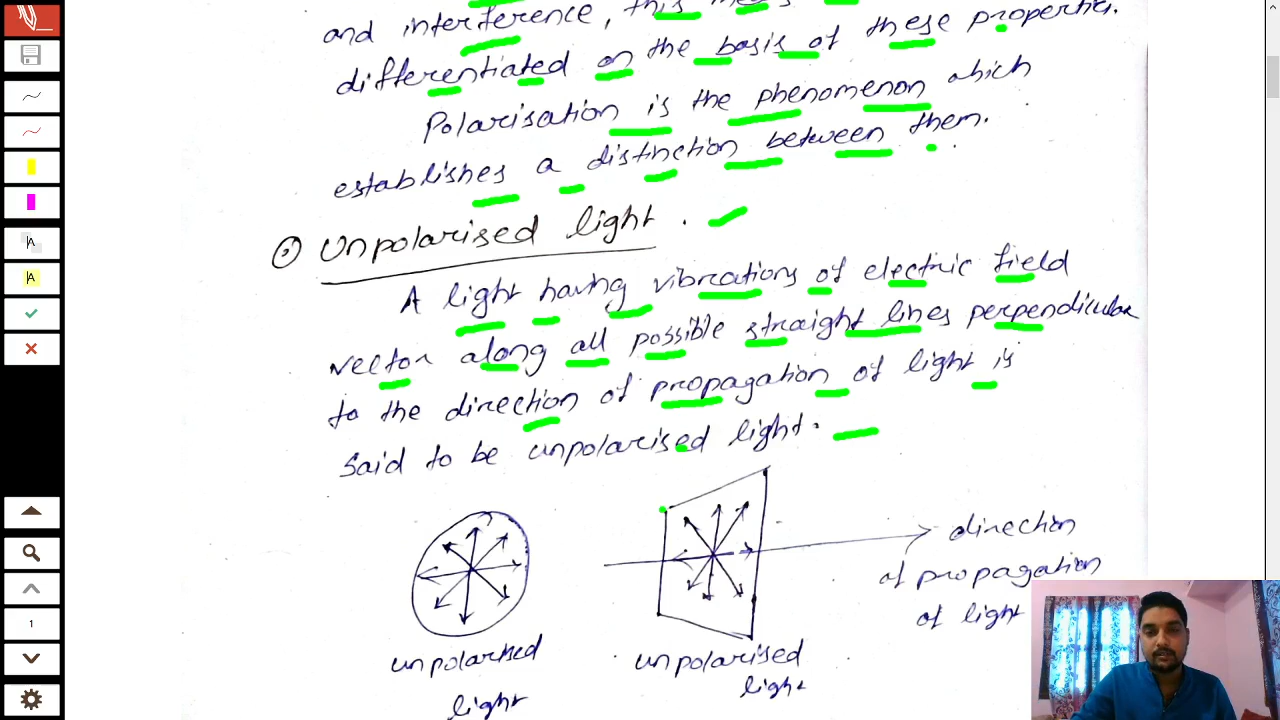 and interference, this
differentiated on the basis of these
Polarisation is the phenomenon which
establishes a distinction between them.
Unpolarised light.
A light having vibrations of electric field
vector along all possible straight lines perpendicular
to the direction of propagation of light is
said to be unpolarised light.
direction
of propagation
of light
unpolarised
light
unpolarised
light
A
A
1